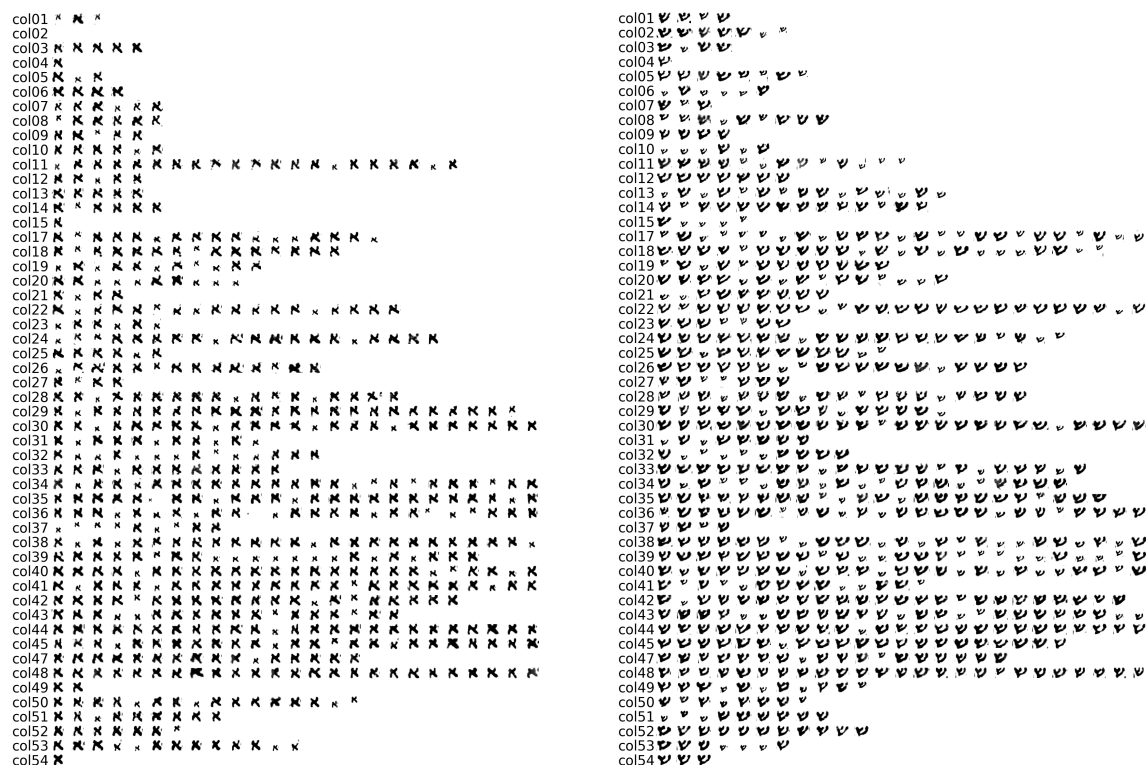 col01 א א א
col02
col03 א א א א א
col04 א
col05 א א א
col06 א א א א
col07 א א א א א א
col08 א א א א א א
col09 א א א א א
col10 א א א א א א
col11 א א א א א א א א א א א א א א א א א א א א א
col12 א א א א א
col13 א א א א א
col14 א א א א א א
col15 א
col17 א א א א א א א א א א א א א א א א א
col18 א א א א א א א א א א א א א א א
col19 א א א א א א א א א א א
col20 א א א א א א א א א א
col21 א א א א
col22 א א א א א א א א א א א א א א א א א א
col23 א א א א א א
col24 א א א א א א א א א א א א א א א א א א א א
col25 א א א א א א
col26 א א א א א א א א א א א א א א
col27 א א א א
col28 א א א א א א א א א א א א א א א א א א
col29 א א א א א א א א א א א א א א א א א א א א א א א א
col30 א א א א א א א א א א א א א א א א א א א א א א א א א
col31 א א א א א א א א א א א
col32 א א א א א א א א א א א א א א
col33 א א א א א א א א א א א א
col34 א א א א א א א א א א א א א א א א א א א א א א א א א
col35 א א א א א א א א א א א א א א א א א א א א א א א א א
col36 א א א א א א א א א א א א א א א א א א א א א א א א א
col37 א א א א א א א א א
col38 א א א א א א א א א א א א א א א א א א א א א א א א א
col39 א א א א א א א א א א א א א א א א א א א א א א
col40 א א א א א א א א א א א א א א א א א א א א א א א א א
col41 א א א א א א א א א א א א א א א א א א א א א א א א א
col42 א א א א א א א א א א א א א א א א א א א א א
col43 א א א א א א א א א א א א א א א א א א
col44 א א א א א א א א א א א א א א א א א א א א א א א א א
col45 א א א א א א א א א א א א א א א א א א א א א א א א א
col47 א א א א א א א א א א א א א א א א
col48 א א א א א א א א א א א א א א א א א א א א א א א א א
col49 א א
col50 א א א א א א א א א א א א א א א א
col51 א א א א א א א א א
col52 א א א א א א א
col53 א א א א א א א א א א א א א
col54 א
col01 ש ש ש ש
col02 ש ש ש ש ש ש ש
col03 ש ש ש ש
col04 ש
col05 ש ש ש ש ש ש ש ש
col06 ש ש ש ש ש ש
col07 ש ש ש
col08 ש ש ש ש ש ש ש ש ש
col09 ש ש ש ש
col10 ש ש ש ש ש ש
col11 ש ש ש ש ש ש ש ש ש ש ש ש ש
col12 ש ש ש ש ש ש ש
col13 ש ש ש ש ש ש ש ש ש ש ש ש ש ש ש
col14 ש ש ש ש ש ש ש ש ש ש ש ש ש ש
col15 ש ש ש ש ש
col17 ש ש ש ש ש ש ש ש ש ש ש ש ש ש ש ש ש ש ש ש ש ש ש ש ש
col18 ש ש ש ש ש ש ש ש ש ש ש ש ש ש ש ש ש ש ש ש ש ש ש
col19 ש ש ש ש ש ש ש ש ש ש ש ש
col20 ש ש ש ש ש ש ש ש ש ש ש ש ש ש ש
col21 ש ש ש ש ש ש ש ש ש
col22 ש ש ש ש ש ש ש ש ש ש ש ש ש ש ש ש ש ש ש ש ש ש ש ש ש
col23 ש ש ש ש ש ש ש
col24 ש ש ש ש ש ש ש ש ש ש ש ש ש ש ש ש ש ש ש ש ש
col25 ש ש ש ש ש ש ש ש ש ש ש ש
col26 ש ש ש ש ש ש ש ש ש ש ש ש ש ש ש ש ש ש ש
col27 ש ש ש ש ש ש ש
col28 ש ש ש ש ש ש ש ש ש ש ש ש ש ש ש ש ש ש ש
col29 ש ש ש ש ש ש ש ש ש ש ש ש ש ש ש
col30 ש ש ש ש ש ש ש ש ש ש ש ש ש ש ש ש ש ש ש ש ש ש ש ש ש
col31 ש ש ש ש ש ש ש ש
col32 ש ש ש ש ש ש ש ש ש ש
col33 ש ש ש ש ש ש ש ש ש ש ש ש ש ש ש ש ש ש ש ש ש ש
col34 ש ש ש ש ש ש ש ש ש ש ש ש ש ש ש ש ש ש ש ש ש
col35 ש ש ש ש ש ש ש ש ש ש ש ש ש ש ש ש ש ש ש ש ש ש ש
col36 ש ש ש ש ש ש ש ש ש ש ש ש ש ש ש ש ש ש ש ש ש ש ש ש ש
col37 ש ש ש ש
col38 ש ש ש ש ש ש ש ש ש ש ש ש ש ש ש ש ש ש ש ש ש ש ש ש ש
col39 ש ש ש ש ש ש ש ש ש ש ש ש ש ש ש ש ש ש ש ש ש ש ש ש ש
col40 ש ש ש ש ש ש ש ש ש ש ש ש ש ש ש ש ש ש ש ש ש ש ש ש ש
col41 ש ש ש ש ש ש ש ש ש ש ש ש ש ש
col42 ש ש ש ש ש ש ש ש ש ש ש ש ש ש ש ש ש ש ש ש ש ש ש ש ש
col43 ש ש ש ש ש ש ש ש ש ש ש ש ש ש ש ש ש ש ש ש ש ש ש ש
col44 ש ש ש ש ש ש ש ש ש ש ש ש ש ש ש ש ש ש ש ש ש ש ש ש ש
col45 ש ש ש ש ש ש ש ש ש ש ש ש ש ש ש ש ש ש ש ש ש
col47 ש ש ש ש ש ש ש ש ש ש ש ש ש ש ש ש ש ש
col48 ש ש ש ש ש ש ש ש ש ש ש ש ש ש ש ש ש ש ש ש ש ש ש ש ש
col49 ש ש ש ש ש ש ש ש ש ש ש
col50 ש ש ש ש ש ש ש ש
col51 ש ש ש ש ש ש ש ש ש
col52 ש ש ש ש ש ש ש ש ש ש ש
col53 ש ש ש ש ש ש ש
col54 ש ש ש